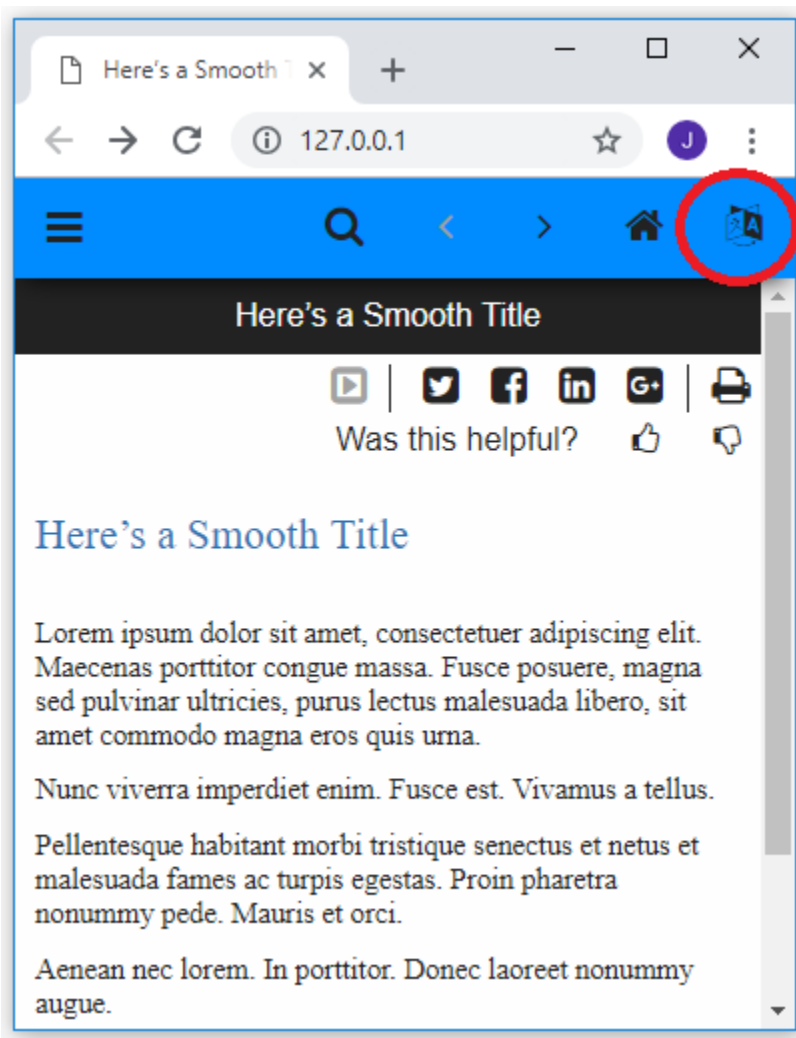 Here's a Smooth T
127.0.0.1
J
A
Here's a Smooth Title
in
G+
Was this helpful?
Here's a Smooth Title
Lorem ipsum dolor sit amet, consectetuer adipiscing elit.
Maecenas porttitor congue massa. Fusce posuere, magna
sed pulvinar ultricies, purus lectus malesuada libero, sit
amet commodo magna eros quis urna.
Nunc viverra imperdiet enim. Fusce est. Vivamus a tellus.
Pellentesque habitant morbi tristique senectus et netus et
malesuada fames ac turpis egestas. Proin pharetra
nonummy pede. Mauris et orci.
Aenean nec lorem. In porttitor. Donec laoreet nonummy
augue.